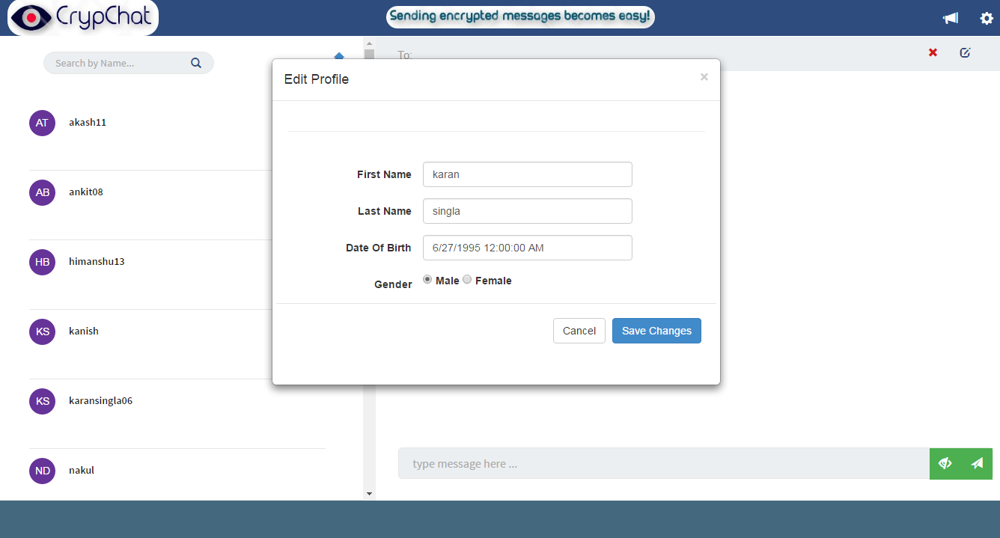 CrypChat
Sending encrypted messages becomes easy!
Search by Name...
To:
AT akash11
AB ankit08
HB himanshu13
KS kanish
KS karansingla06
ND nakul
Edit Profile ×
First Name karan
Last Name singla
Date Of Birth 6/27/1995 12:00:00 AM
Gender Male Female
Cancel Save Changes
type message here ...